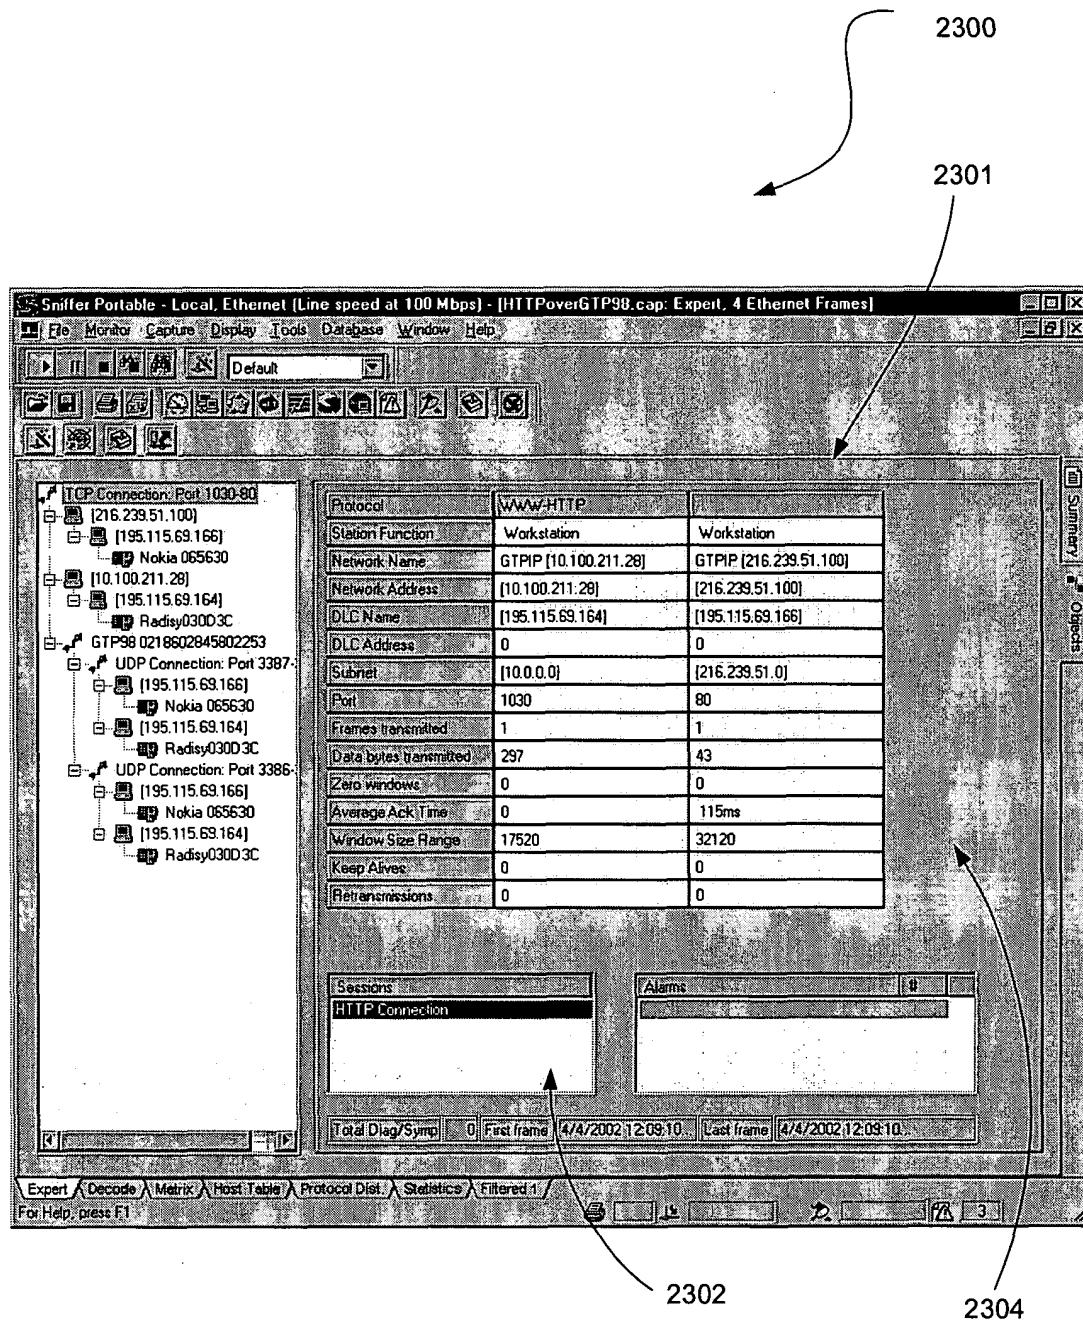 2300
2301
Sniffer Portable - Local, Ethernet (Line speed at 100 Mbps) - [HTTPoverGTP98.cap: Expert, 4 Ethernet Frames]
File Monitor Capture Display Tools Database Window Help
Default
TCP Connection: Port 1030-80
[216.239.51.100]
[195.115.69.166]
Nokia 065630
[10.100.211.28]
[195.115.69.164]
Radisy030D3C
GTP98 0218602845802253
UDP Connection: Port 3387-
[195.115.69.166]
Nokia 065630
[195.115.69.164]
Radisy030D3C
UDP Connection: Port 3386-
[195.115.69.166]
Nokia 065630
[195.115.69.164]
Radisy030D3C
Protocol WWW-HTTP
Station Function Workstation Workstation
Network Name GTPIP [10.100.211.28] GTPIP [216.239.51.100]
Network Address [10.100.211.28] [216.239.51.100]
DLC Name [195.115.69.164] [195.115.69.166]
DLC Address 0 0
Subnet [10.0.0.0] [216.239.51.0]
Port 1030 80
Frames transmitted 1 1
Data bytes transmitted 297 43
Zero windows 0 0
Average Ack Time 0 115ms
Window Size Range 17520 32120
Keep Alives 0 0
Retransmissions 0 0
Summary
Objects
Sessions
HTTP Connection
Alarms #
Total Diag/Symp 0 First frame 4/4/2002 12:09:10.. Last frame 4/4/2002 12:09:10..
Expert Decode Matrix Host Table Protocol Dist. Statistics Filtered 1
For Help, press F1
3
2302
2304